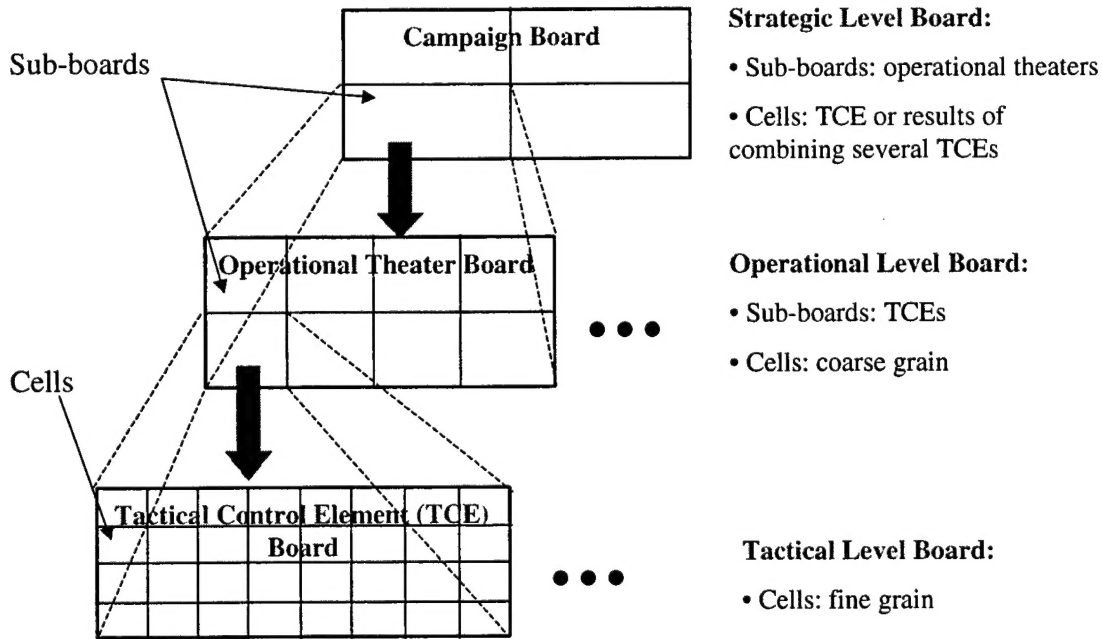 Sub-boards
Campaign Board
Strategic Level Board:
• Sub-boards: operational theaters
• Cells: TCE or results of
combining several TCEs
Operational Theater Board
Operational Level Board:
• Sub-boards: TCEs
• Cells: coarse grain
Cells
Tactical Control Element (TCE)
Board
Tactical Level Board:
• Cells: fine grain